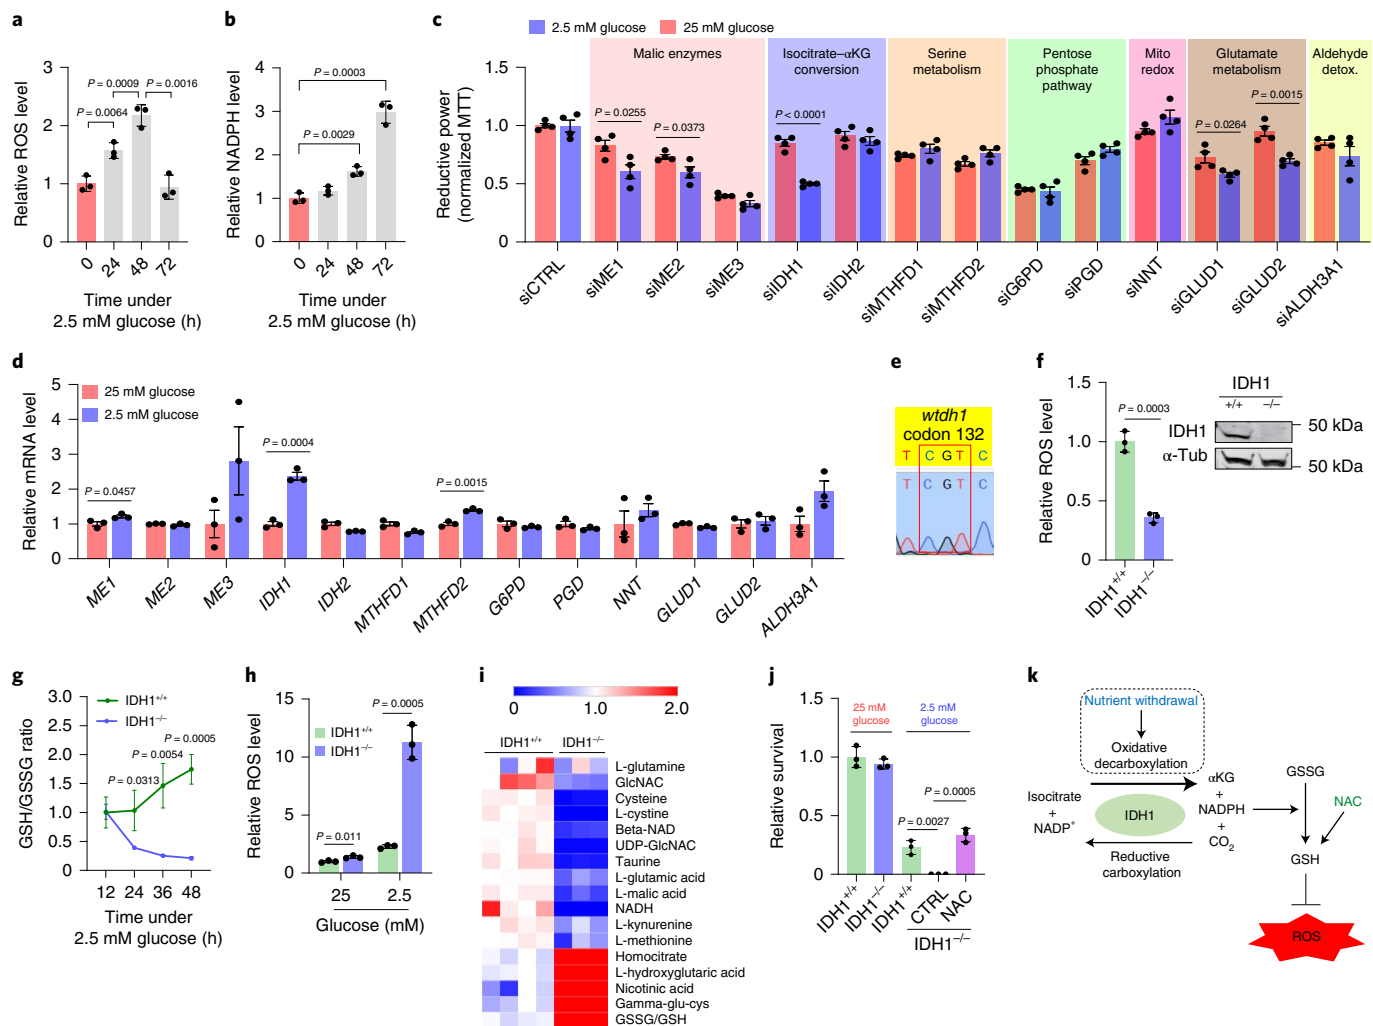 a
Relative ROS level
3
2
1
0
P = 0.0009
P = 0.0016
P = 0.0064
0
24
48
72
Time under
2.5 mM glucose (h)
b
Relative NADPH level
4
3
2
1
0
P = 0.0003
P = 0.0029
0
24
48
72
Time under
2.5 mM glucose (h)
c
2.5 mM glucose
25 mM glucose
Reductive power
(normalized MTT)
1.5
1.0
0.5
0
Malic enzymes
Isocitrate–αKG
conversion
Serine
metabolism
Pentose
phosphate
pathway
Mito
redox
Glutamate
metabolism
Aldehyde
detox.
P = 0.0255
P = 0.0373
P < 0.0001
P = 0.0264
P = 0.0015
siCTRL
siME1
siME2
siME3
siIDH1
siIDH2
siMTHFD1
siMTHFD2
siG6PD
siPGD
siNNT
siGLUD1
siGLUD2
siALDH3A1
d
Relative mRNA level
5
4
3
2
1
0
25 mM glucose
2.5 mM glucose
P = 0.0457
P = 0.0004
P = 0.0015
ME1
ME2
ME3
IDH1
IDH2
MTHFD1
MTHFD2
G6PD
PGD
NNT
GLUD1
GLUD2
ALDH3A1
e
wtdh1
codon 132
T C G T C
T C G T C
f
Relative ROS level
1.5
1.0
0.5
0
P = 0.0003
IDH1+/+
IDH1−/−
IDH1
+/+ −/−
IDH1
50 kDa
α-Tub
50 kDa
g
GSH/GSSG ratio
3.0
2.5
2.0
1.5
1.0
0.5
0
IDH1+/+
IDH1−/−
P = 0.0005
P = 0.0054
P = 0.0313
12 24 36 48
Time under
2.5 mM glucose (h)
h
Relative ROS level
15
10
5
0
P = 0.0005
IDH1+/+
IDH1−/−
P = 0.011
25
2.5
Glucose (mM)
i
0 1.0 2.0
IDH1+/+ IDH1−/−
L-glutamine
GlcNAC
Cysteine
L-cystine
Beta-NAD
UDP-GlcNAC
Taurine
L-glutamic acid
L-malic acid
NADH
L-kynurenine
L-methionine
Homocitrate
L-hydroxyglutaric acid
Nicotinic acid
Gamma-glu-cys
GSSG/GSH
j
Relative survival
1.5
1.0
0.5
0
25 mM
glucose
2.5 mM
glucose
P = 0.0005
P = 0.0027
IDH1+/+
IDH1−/−
IDH1+/+
CTRL
NAC
IDH1−/−
k
Nutrient withdrawal
Oxidative
decarboxylation
Isocitrate
+
NADP+
IDH1
αKG
+
NADPH
+
CO2
Reductive
carboxylation
GSSG
NAC
GSH
ROS